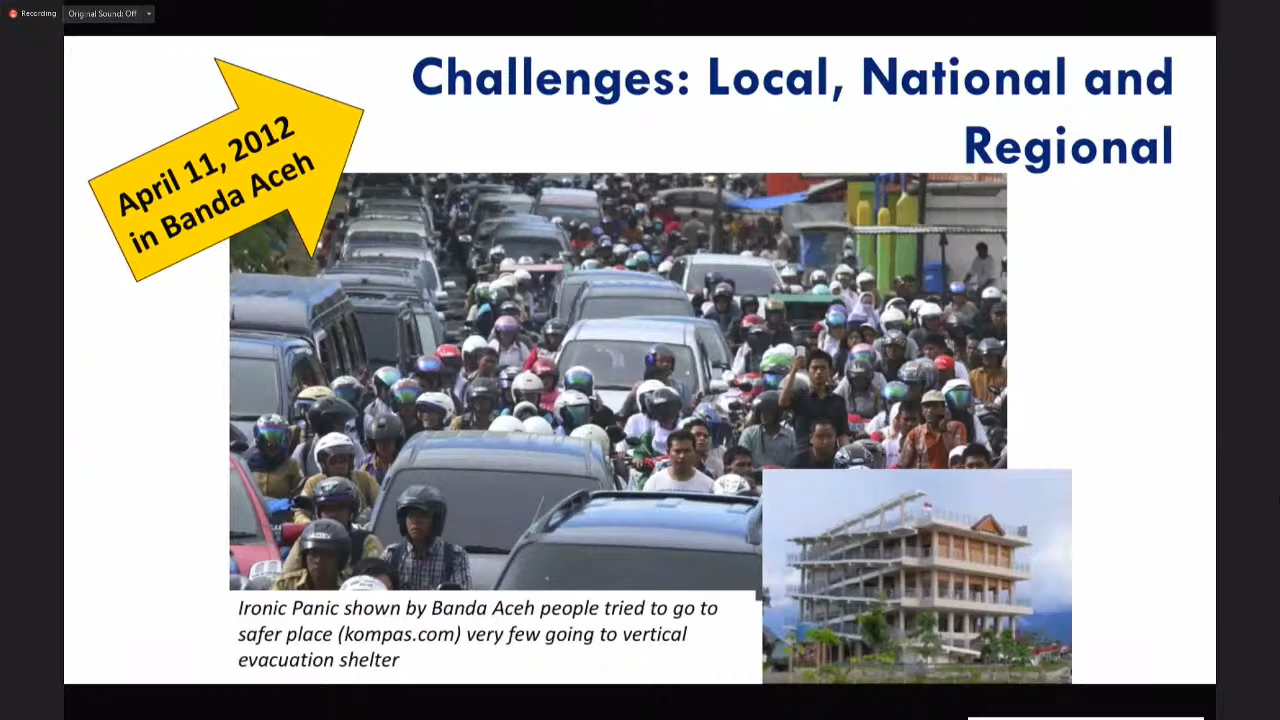 Recording
Original Sound: Off
Challenges: Local, National and
Regional
April 11, 2012
in Banda Aceh
Ironic Panic shown by Banda Aceh people tried to go to
safer place (kompas.com) very few going to vertical
evacuation shelter